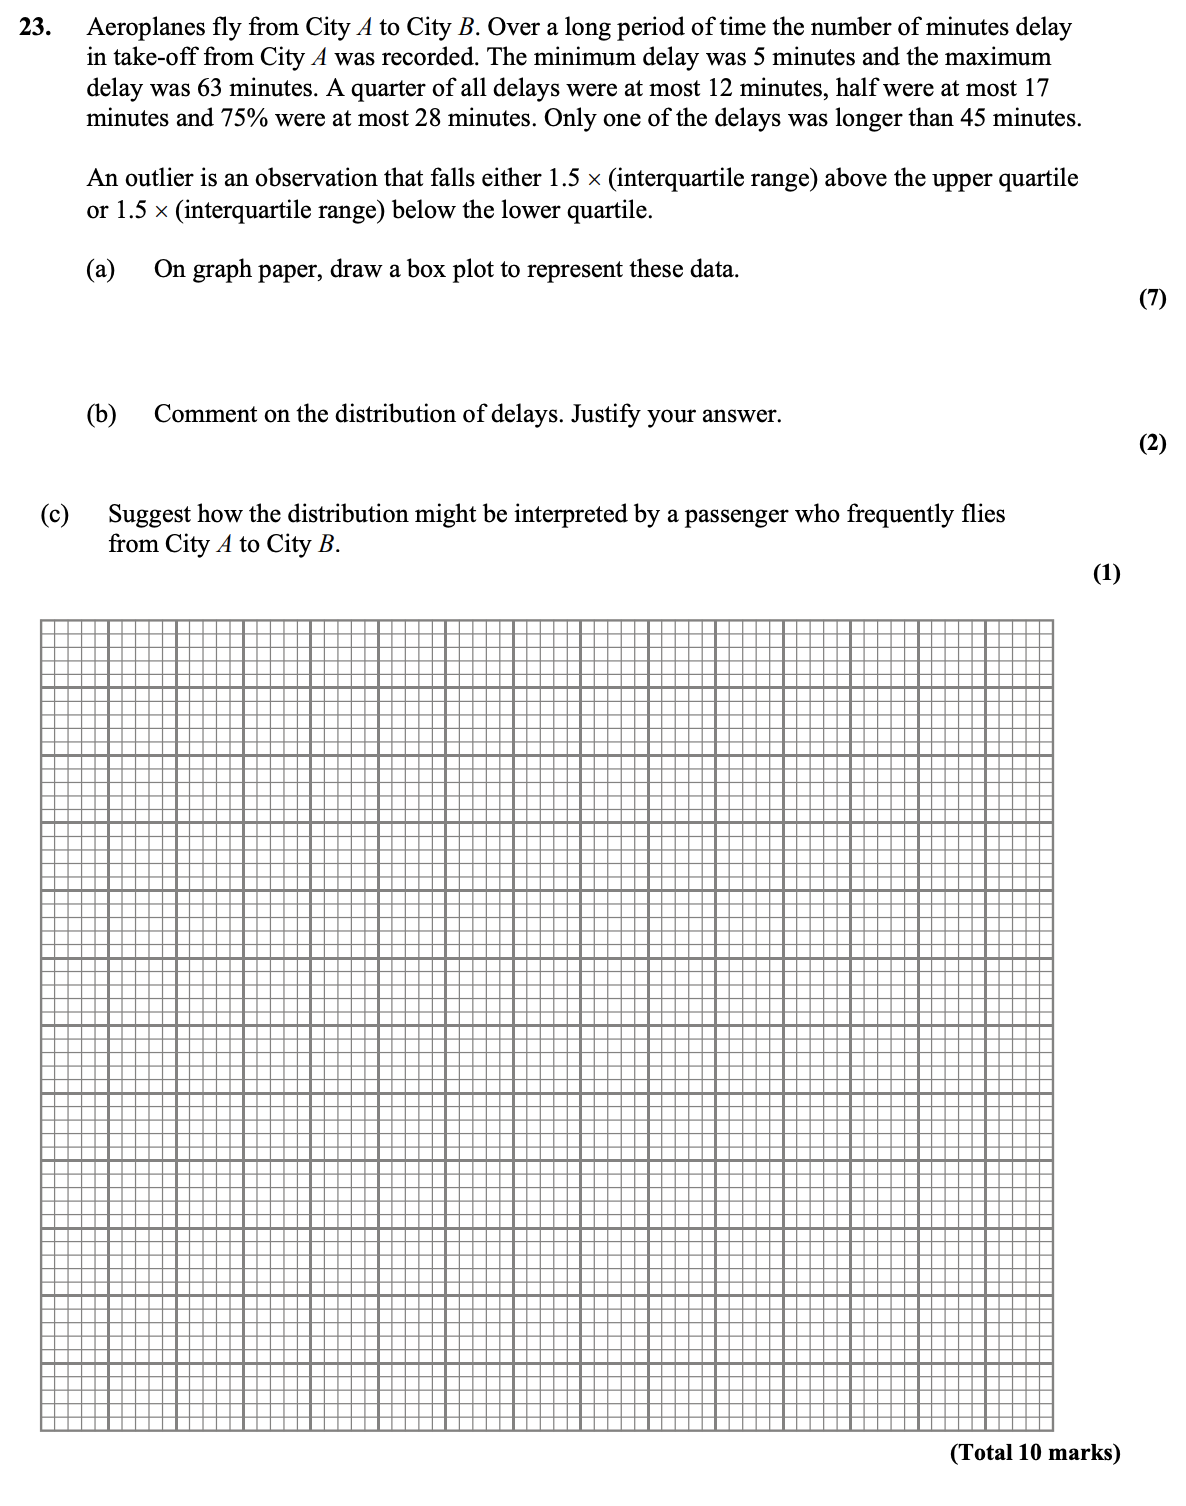 23. Aeroplanes fly from City A to City B. Over a long period of time the number of minutes delay
in take-off from City A was recorded. The minimum delay was 5 minutes and the maximum
delay was 63 minutes. A quarter of all delays were at most 12 minutes, half were at most 17
minutes and 75% were at most 28 minutes. Only one of the delays was longer than 45 minutes.
An outlier is an observation that falls either 1.5 × (interquartile range) above the upper quartile
or 1.5 × (interquartile range) below the lower quartile.
(a) On graph paper, draw a box plot to represent these data.
(7)
(b) Comment on the distribution of delays. Justify your answer.
(2)
(c) Suggest how the distribution might be interpreted by a passenger who frequently flies
from City A to City B.
(1)
(Total 10 marks)